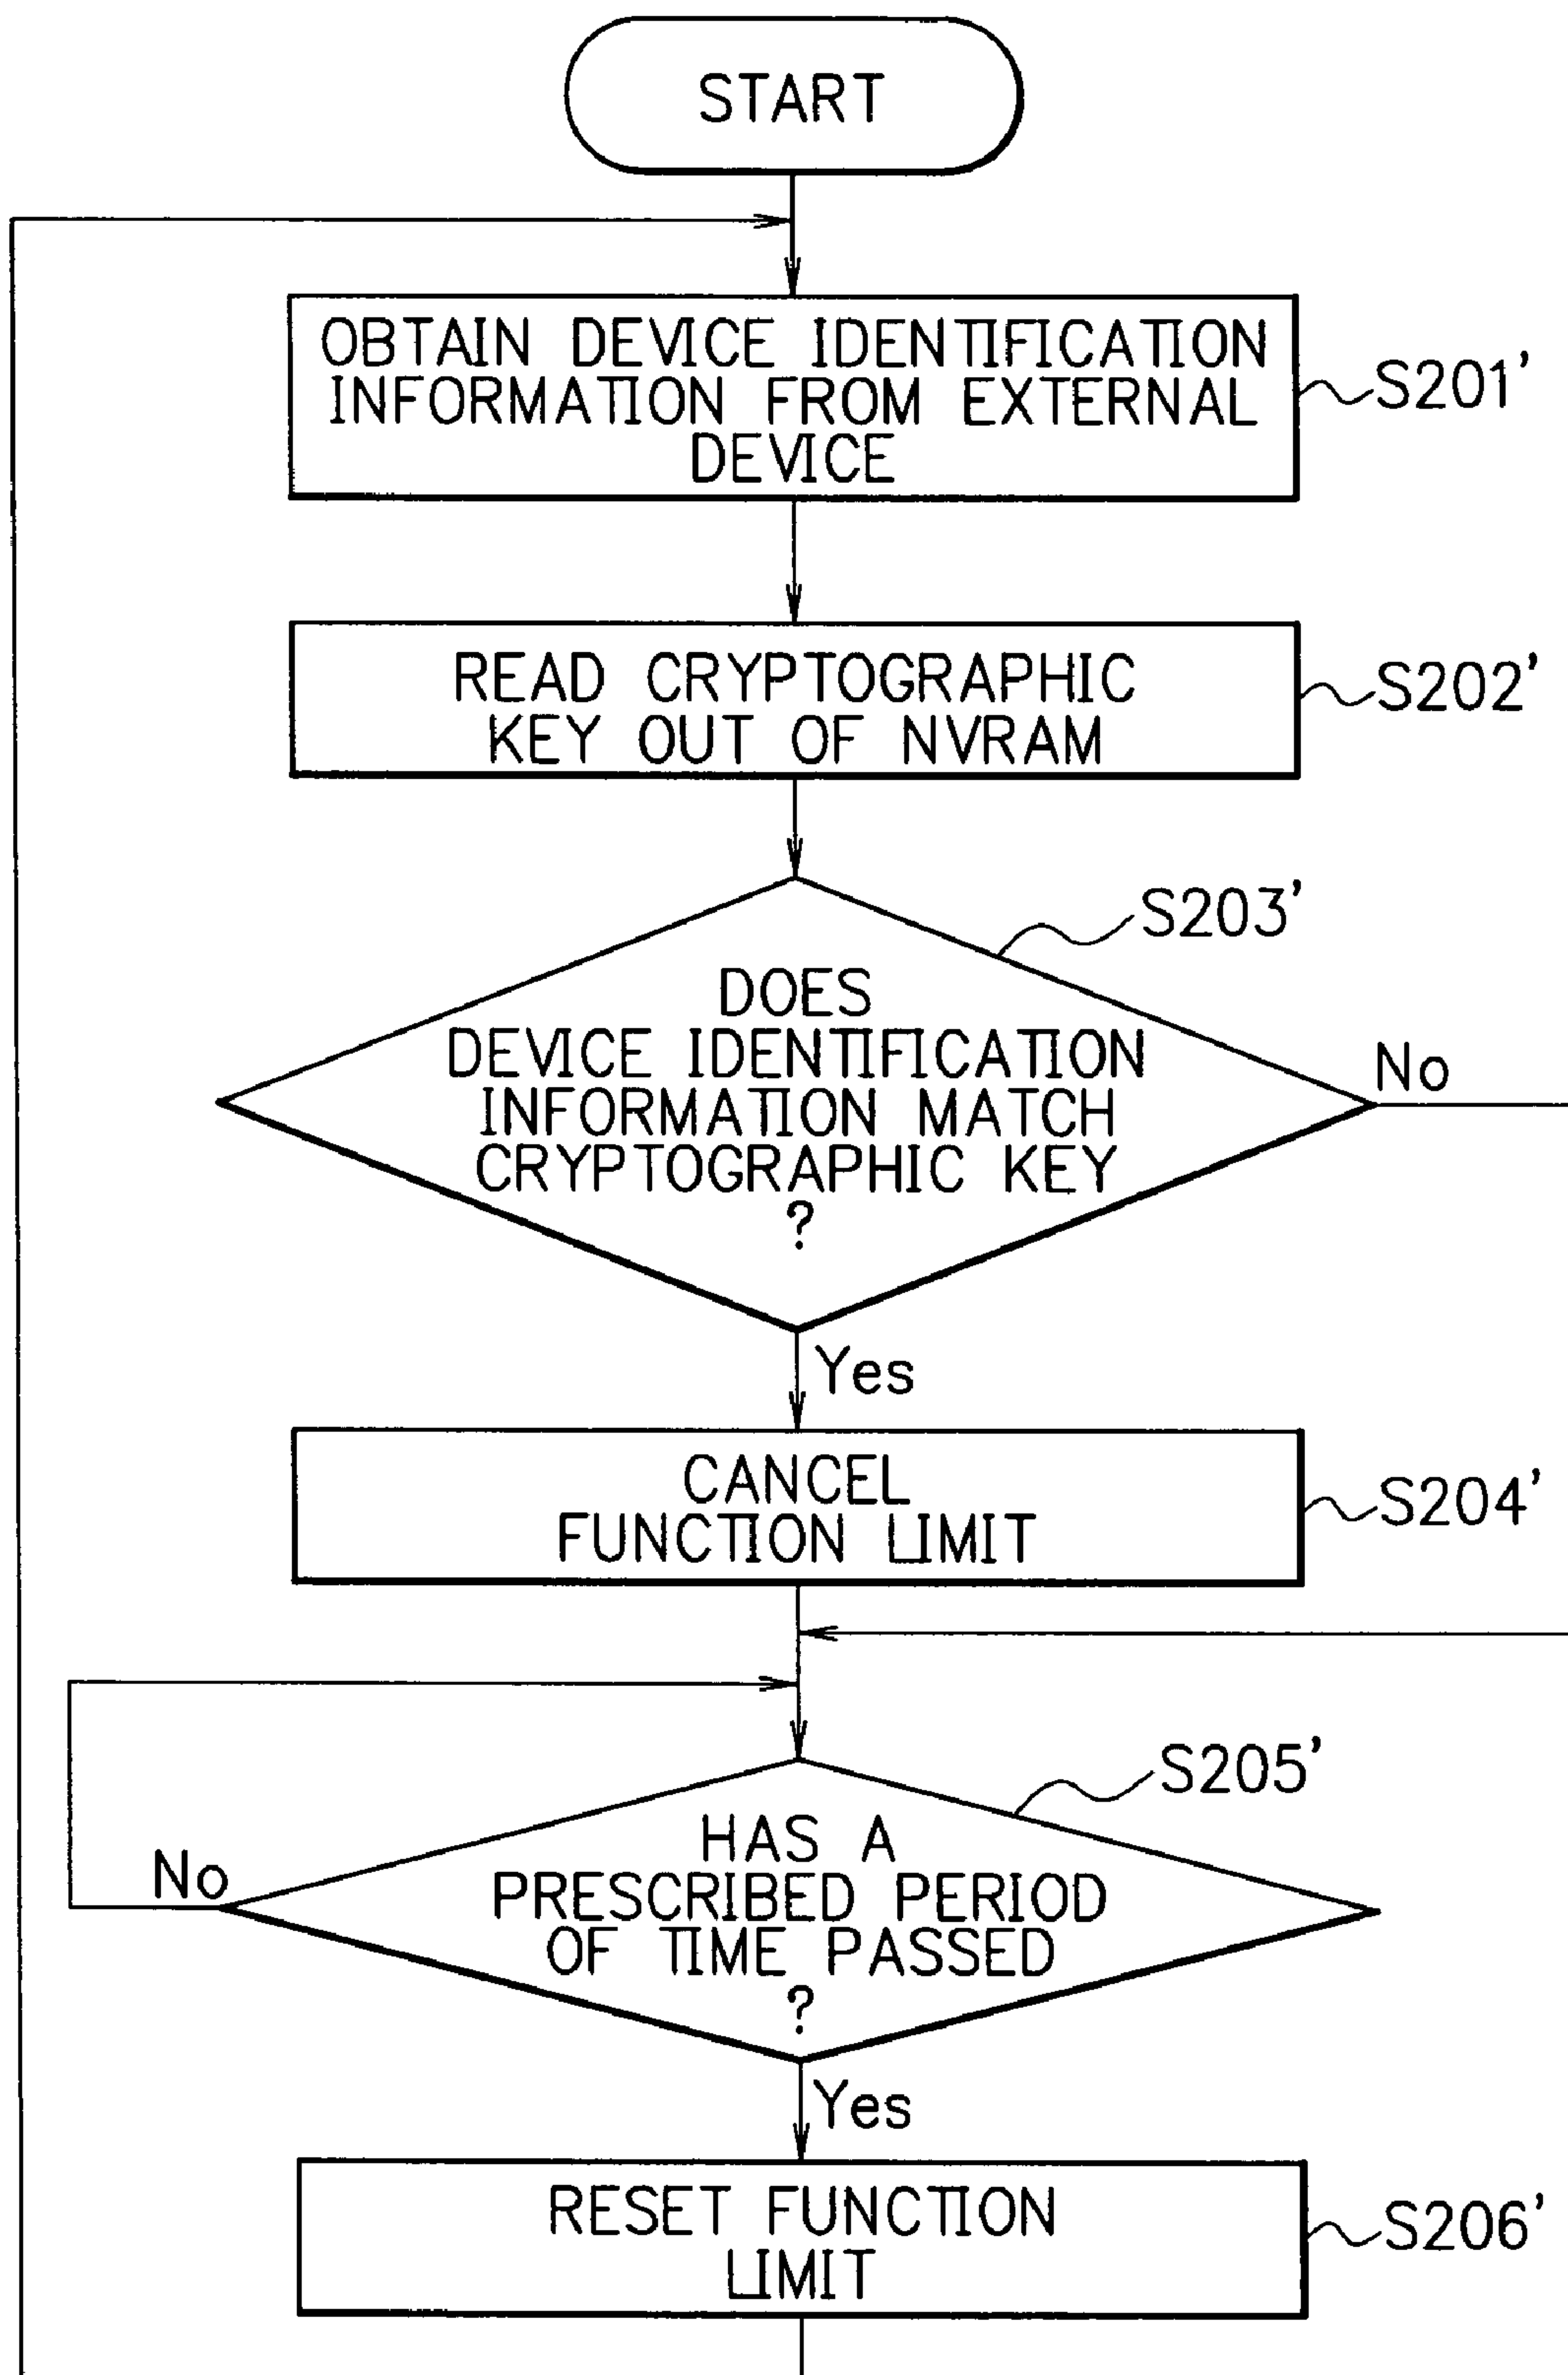 START
OBTAIN DEVICE IDENTIFICATION
INFORMATION FROM EXTERNAL
DEVICE
S201'
READ CRYPTOGRAPHIC
KEY OUT OF NVRAM
S202'
S203'
DOES
DEVICE IDENTIFICATION
INFORMATION MATCH
CRYPTOGRAPHIC KEY
?
No
Yes
CANCEL
FUNCTION LIMIT
S204'
S205'
HAS A
PRESCRIBED PERIOD
OF TIME PASSED
?
No
Yes
RESET FUNCTION
LIMIT
S206'